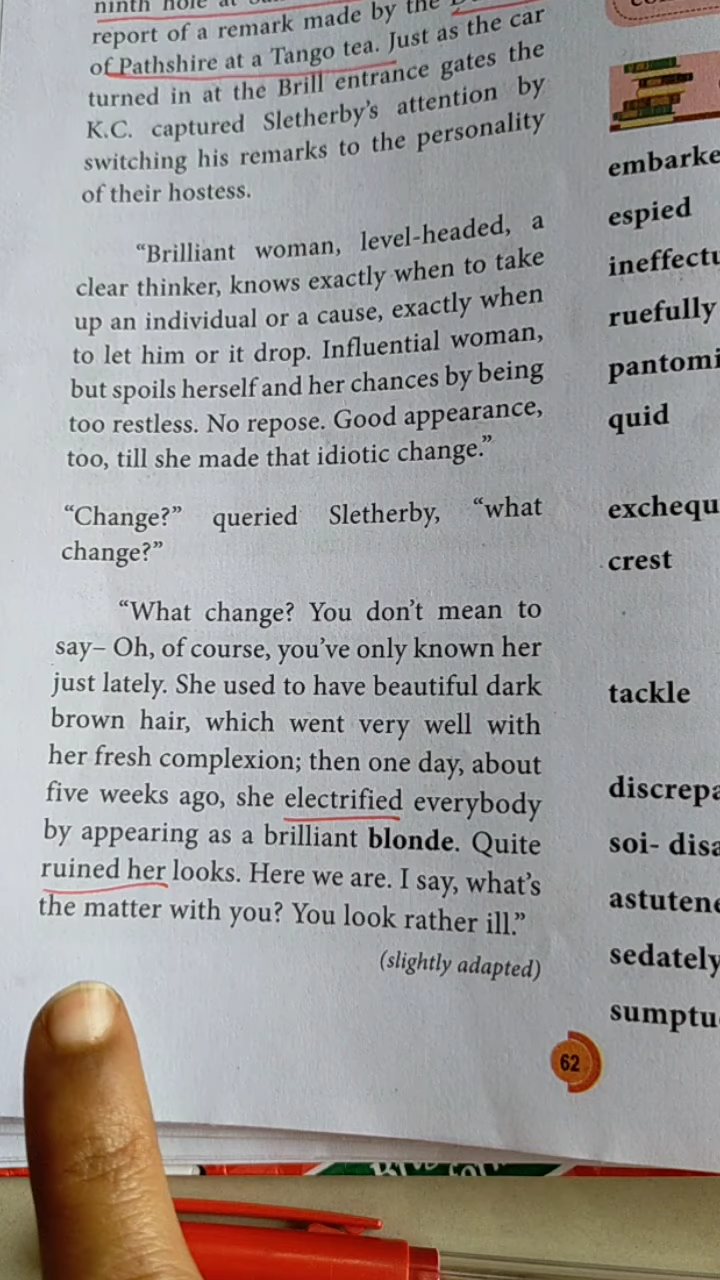 ninth hole at
report of a remark made by the
of Pathshire at a Tango tea. Just as the car
turned in at the Brill entrance gates the
K.C. captured Sletherby's attention by
switching his remarks to the personality
of their hostess.
"Brilliant woman, level-headed, a
clear thinker, knows exactly when to take
up an individual or a cause, exactly when
to let him or it drop. Influential woman,
but spoils herself and her chances by being
too restless. No repose. Good appearance,
too, till she made that idiotic change."
"Change?" queried Sletherby, "what
change?"
"What change? You don't mean to
say– Oh, of course, you've only known her
just lately. She used to have beautiful dark
brown hair, which went very well with
her fresh complexion; then one day, about
five weeks ago, she electrified everybody
by appearing as a brilliant blonde. Quite
ruined her looks. Here we are. I say, what's
the matter with you? You look rather ill."
(slightly adapted)
62
embarke
espied
ineffectu
ruefully
pantomi
quid
exchequ
crest
tackle
discrepa
soi- disa
astutene
sedately
sumptu